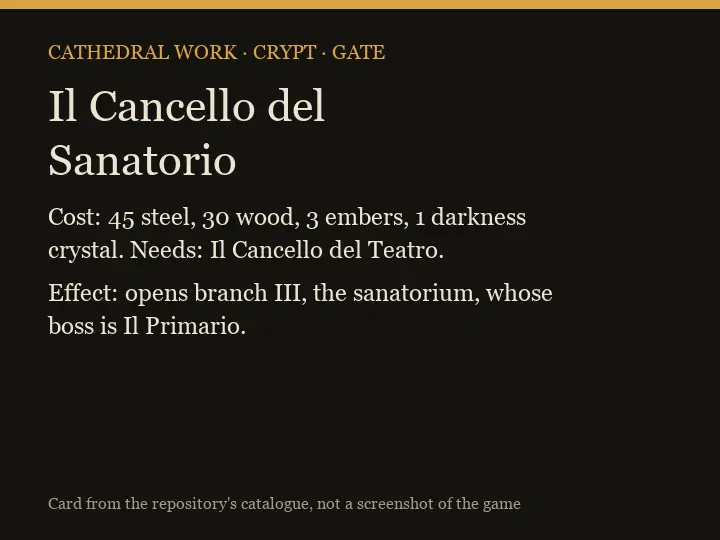 CATHEDRAL WORK · CRYPT · GATE
Il Cancello del
Sanatorio
Cost: 45 steel, 30 wood, 3 embers, 1 darkness
crystal. Needs: Il Cancello del Teatro.
Effect: opens branch III, the sanatorium, whose
boss is Il Primario.
Card from the repository's catalogue, not a screenshot of the game